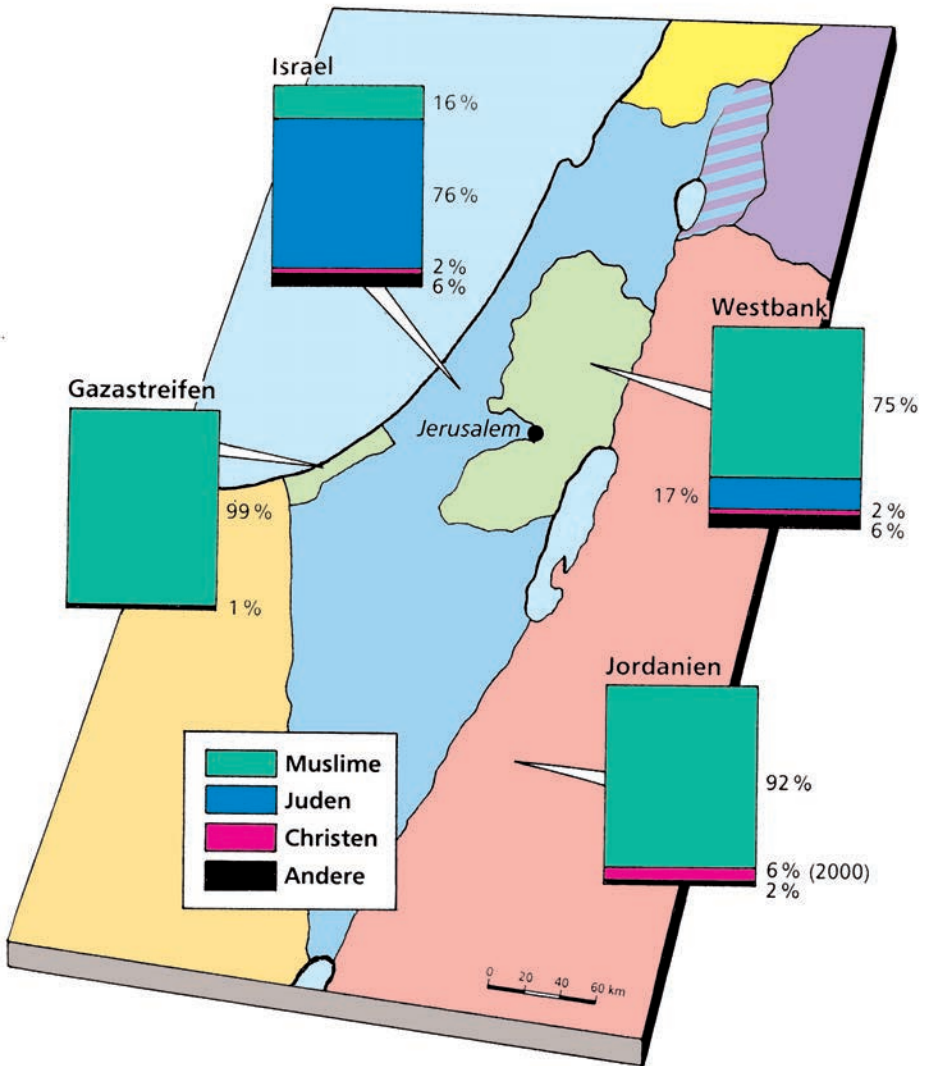 Israel
16 %
76 %
2 %
6 %
Westbank
75 %
17 %
2 %
6 %
Gazastreifen
99 %
1 %
Jerusalem
Jordanien
92 %
6 % (2000)
2 %
Muslime
Juden
Christen
Andere
0 20 40 60 km